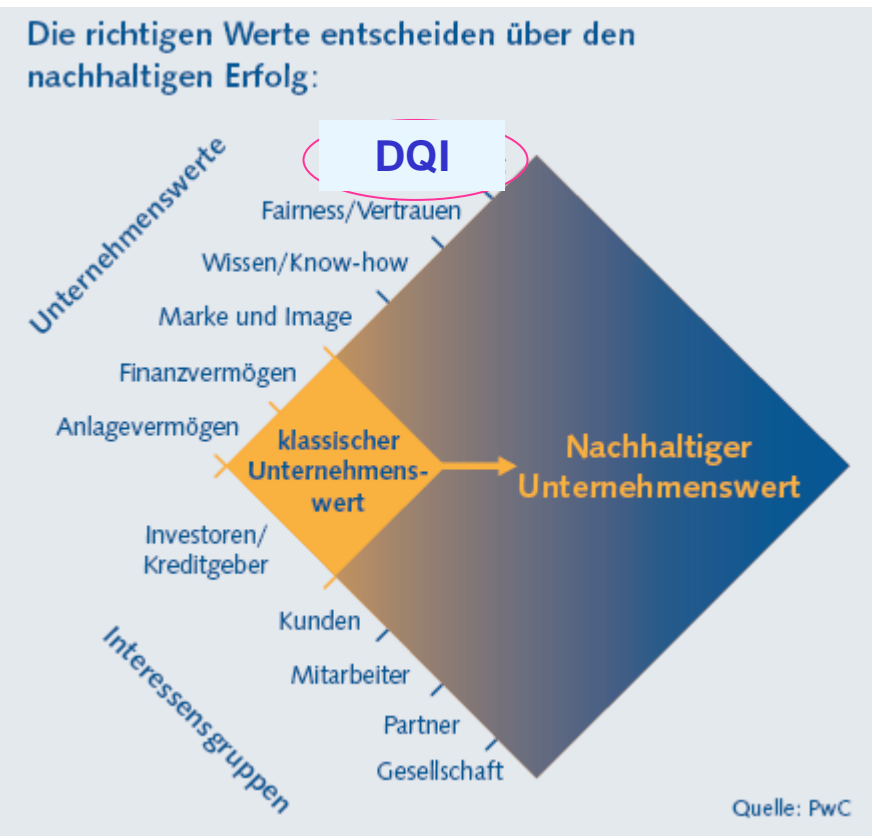 Die richtigen Werte entscheiden über den
nachhaltigen Erfolg:
Unternehmenswerte
DQI
Fairness/Vertrauen
Wissen/Know-how
Marke und Image
Finanzvermögen
Anlagevermögen
klassischer
Unternehmens-
wert
Nachhaltiger
Unternehmenswert
Investoren/
Kreditgeber
Kunden
Mitarbeiter
Partner
Gesellschaft
Interessensgruppen
Quelle: PwC